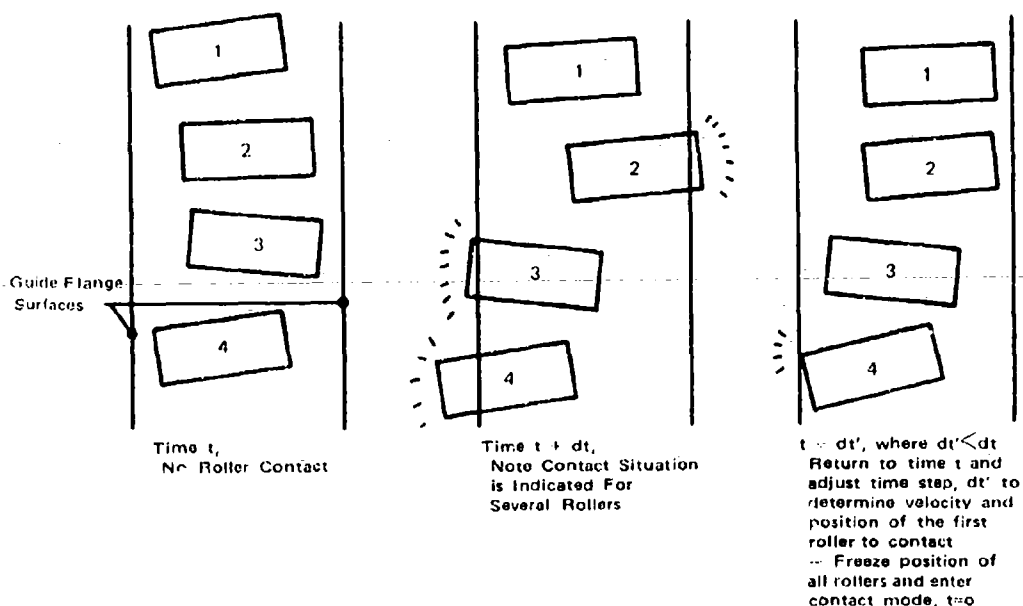 1
2
3
4
Guide Flange
Surfaces
Time t,
No Roller Contact
1
2
3
4
Time t + dt,
Note Contact Situation
is Indicated For
Several Rollers
1
2
3
4
t + dt', where dt'<dt
Return to time t and
adjust time step, dt' to
determine velocity and
position of the first
roller to contact
-- Freeze position of
all rollers and enter
contact mode, t=o